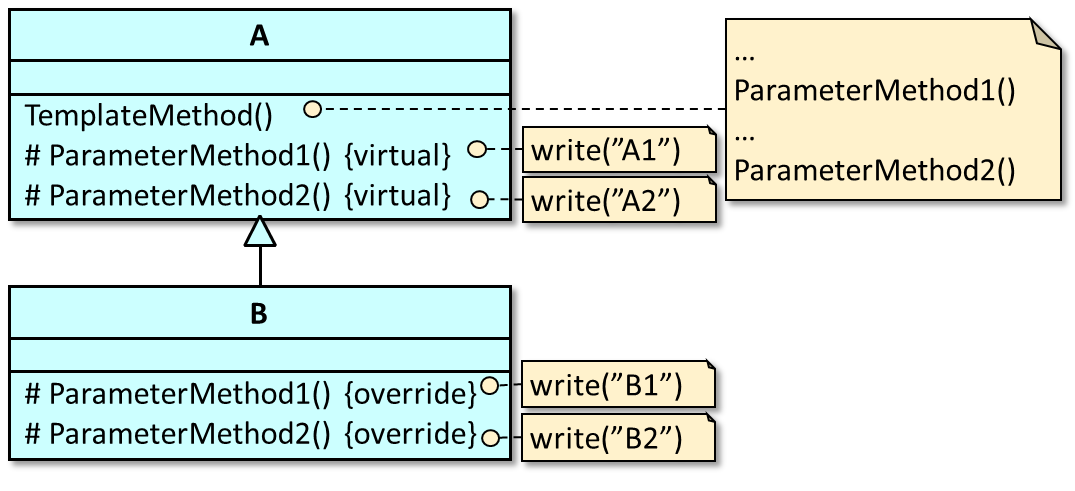 A
TemplateMethod()
# ParameterMethod1() {virtual}
# ParameterMethod2() {virtual}
write(”A1”)
write(”A2”)
...
ParameterMethod1()
...
ParameterMethod2()
B
# ParameterMethod1() {override}
# ParameterMethod2() {override}
write(”B1”)
write(”B2”)